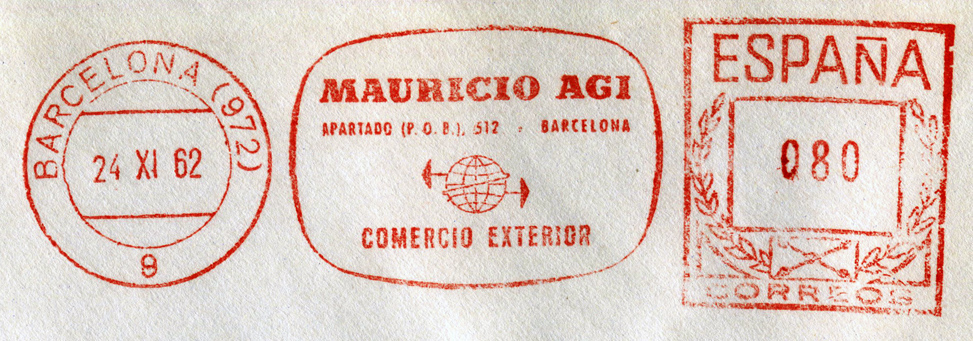 BARCELONA (972)
24 XI 62
9
MAURICIO AGI
APARTADO (P. O. B.), 512 - BARCELONA
COMERCIO EXTERIOR
ESPAÑA
080
CORREOS